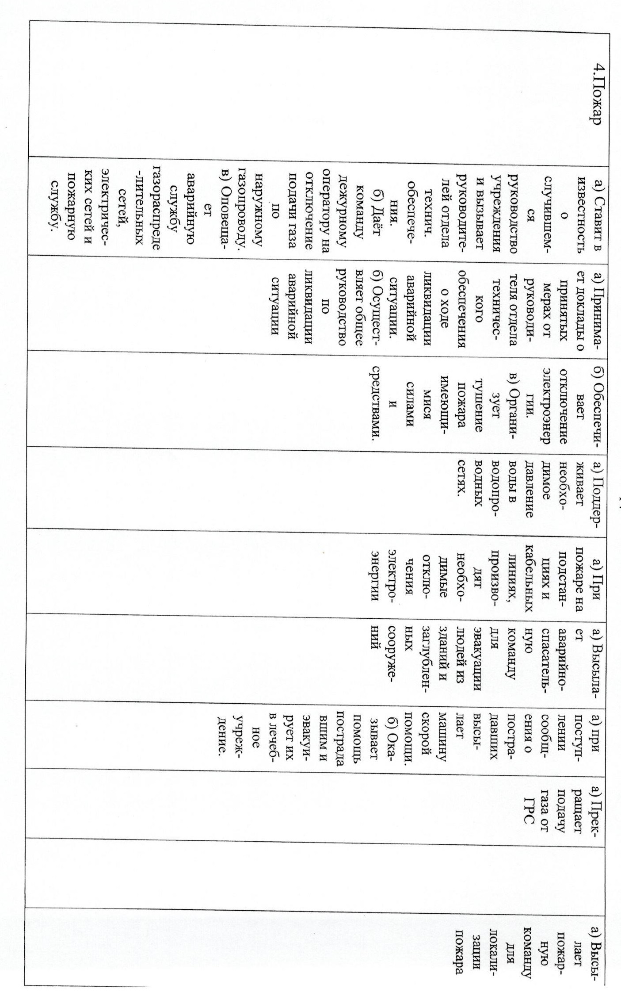 4.Пожар
а) Ставит в
известность
о
случившем-
ся
руководство
учреждения
и вызывает
руководите-
лей отдела
технич.
обеспече-
ния.
б) Даёт
команду
дежурному
оператору на
отключение
подачи газа
по
наружному
газопроводу.
в) Оповеща-
ет
аварийную
службу
газораспреде
-лительных
сетей,
электричес-
ких сетей и
пожарную
службу.
а) Принима-
ет доклады о
принятых
мерах от
руководи-
теля отдела
техничес-
кого
обеспечения
о ходе
ликвидации
аварийной
ситуации.
б) Осущест-
вляет общее
руководство
по
ликвидации
аварийной
ситуации
б) Обеспечи-
вает
отключение
электроэнер
гии.
в) Органи-
зует
тушение
пожара
имеющи-
мися
силами
и
средствами.
а) Поддер-
живает
необхо-
димое
давление
воды в
водопро-
водных
сетях.
а) При
пожаре на
подстан-
циях и
кабельных
линиях,
произво-
дят
необхо-
димые
отклю-
чения
электро-
энергии
а) Высыла-
ет
аварийно-
спасатель-
ную
команду
для
эвакуации
людей из
зданий и
заглублен-
ных
сооруже-
ний
а) при
поступ-
лении
сообщ-
ения о
постра-
давших
высы-
лает
машину
скорой
помощи.
б) Ока-
зывает
помощь
пострада
вшим и
эвакуи-
рует их
в лечеб-
ное
учреж-
дение.
а) Прек-
ращает
подачу
газа от
ГРС
а) Высы-
лает
пожар-
ную
команду
для
локали-
зации
пожара